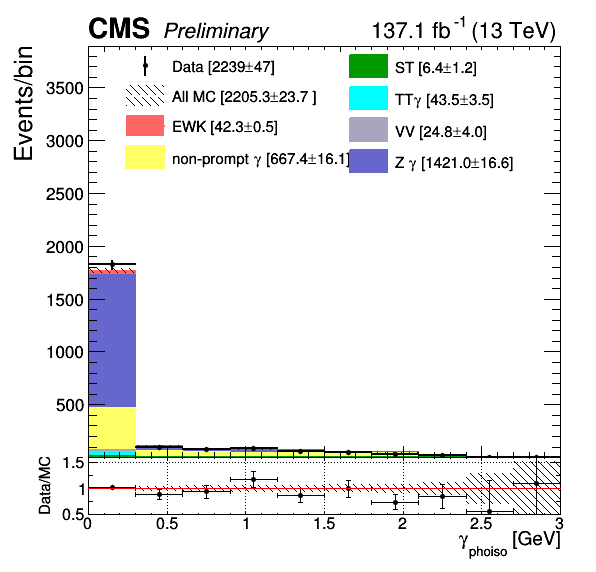 CMS Preliminary 137.1 fb⁻¹ (13 TeV)
Events/bin
Data [2239±47]
All MC [2205.3±23.7 ]
EWK [42.3±0.5]
non-prompt γ [667.4±16.1]
ST [6.4±1.2]
TTγ [43.5±3.5]
VV [24.8±4.0]
Z γ [1421.0±16.6]
3500
3000
2500
2000
1500
1000
500
Data/MC
1.5
1
0.5
0 0.5 1 1.5 2 2.5 3
γ_phoiso [GeV]